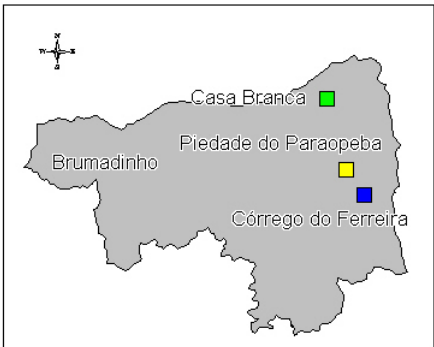 N
W
E
S
Casa Branca
Piedade do Paraopeba
Brumadinho
Córrego do Ferreira